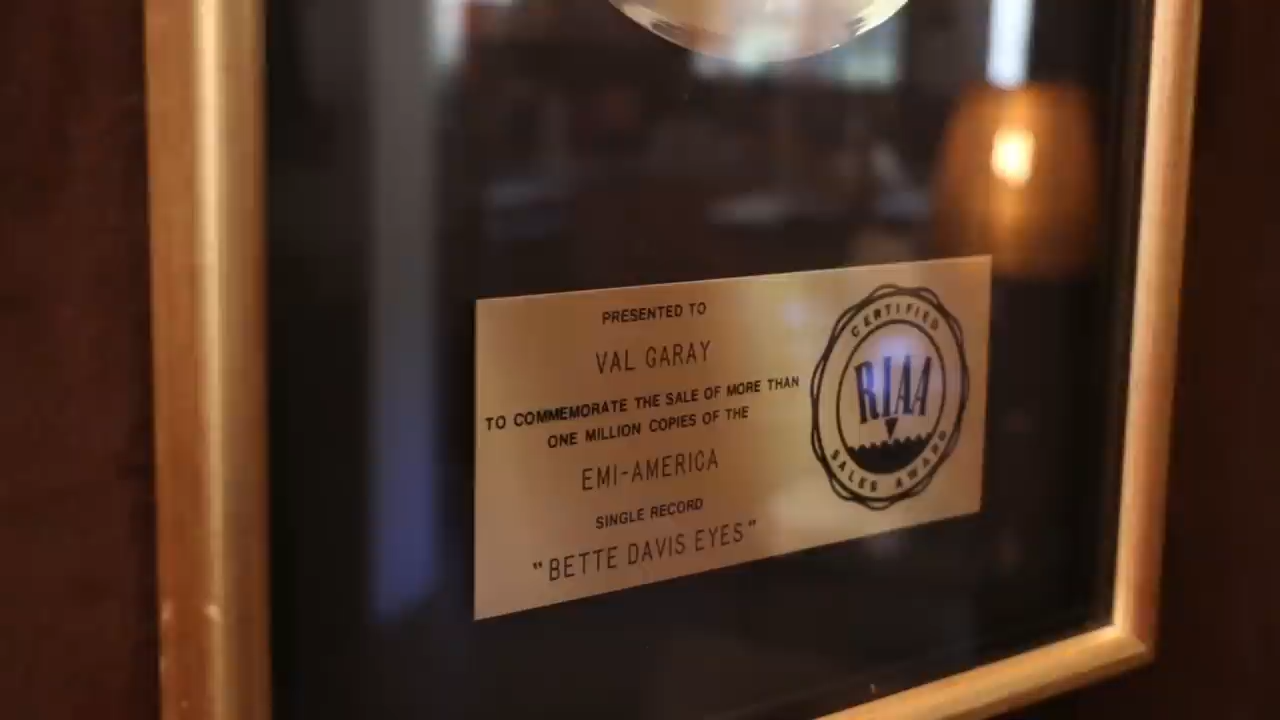 PRESENTED TO
VAL GARAY
TO COMMEMORATE THE SALE OF MORE THAN
ONE MILLION COPIES OF THE
EMI-AMERICA
SINGLE RECORD
"BETTE DAVIS EYES"
CERTIFIED
RIAA
SALES AWARD